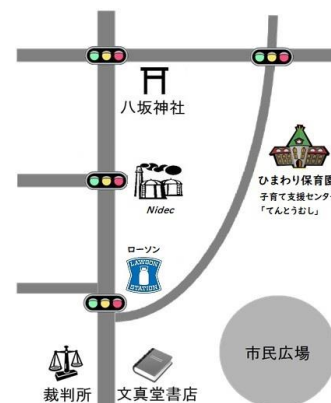 八坂神社
ひまわり保育園
子育て支援センター
「てんとうむし」
Nidec
ローソン
LAWSON
STATION
市民広場
裁判所
文真堂書店